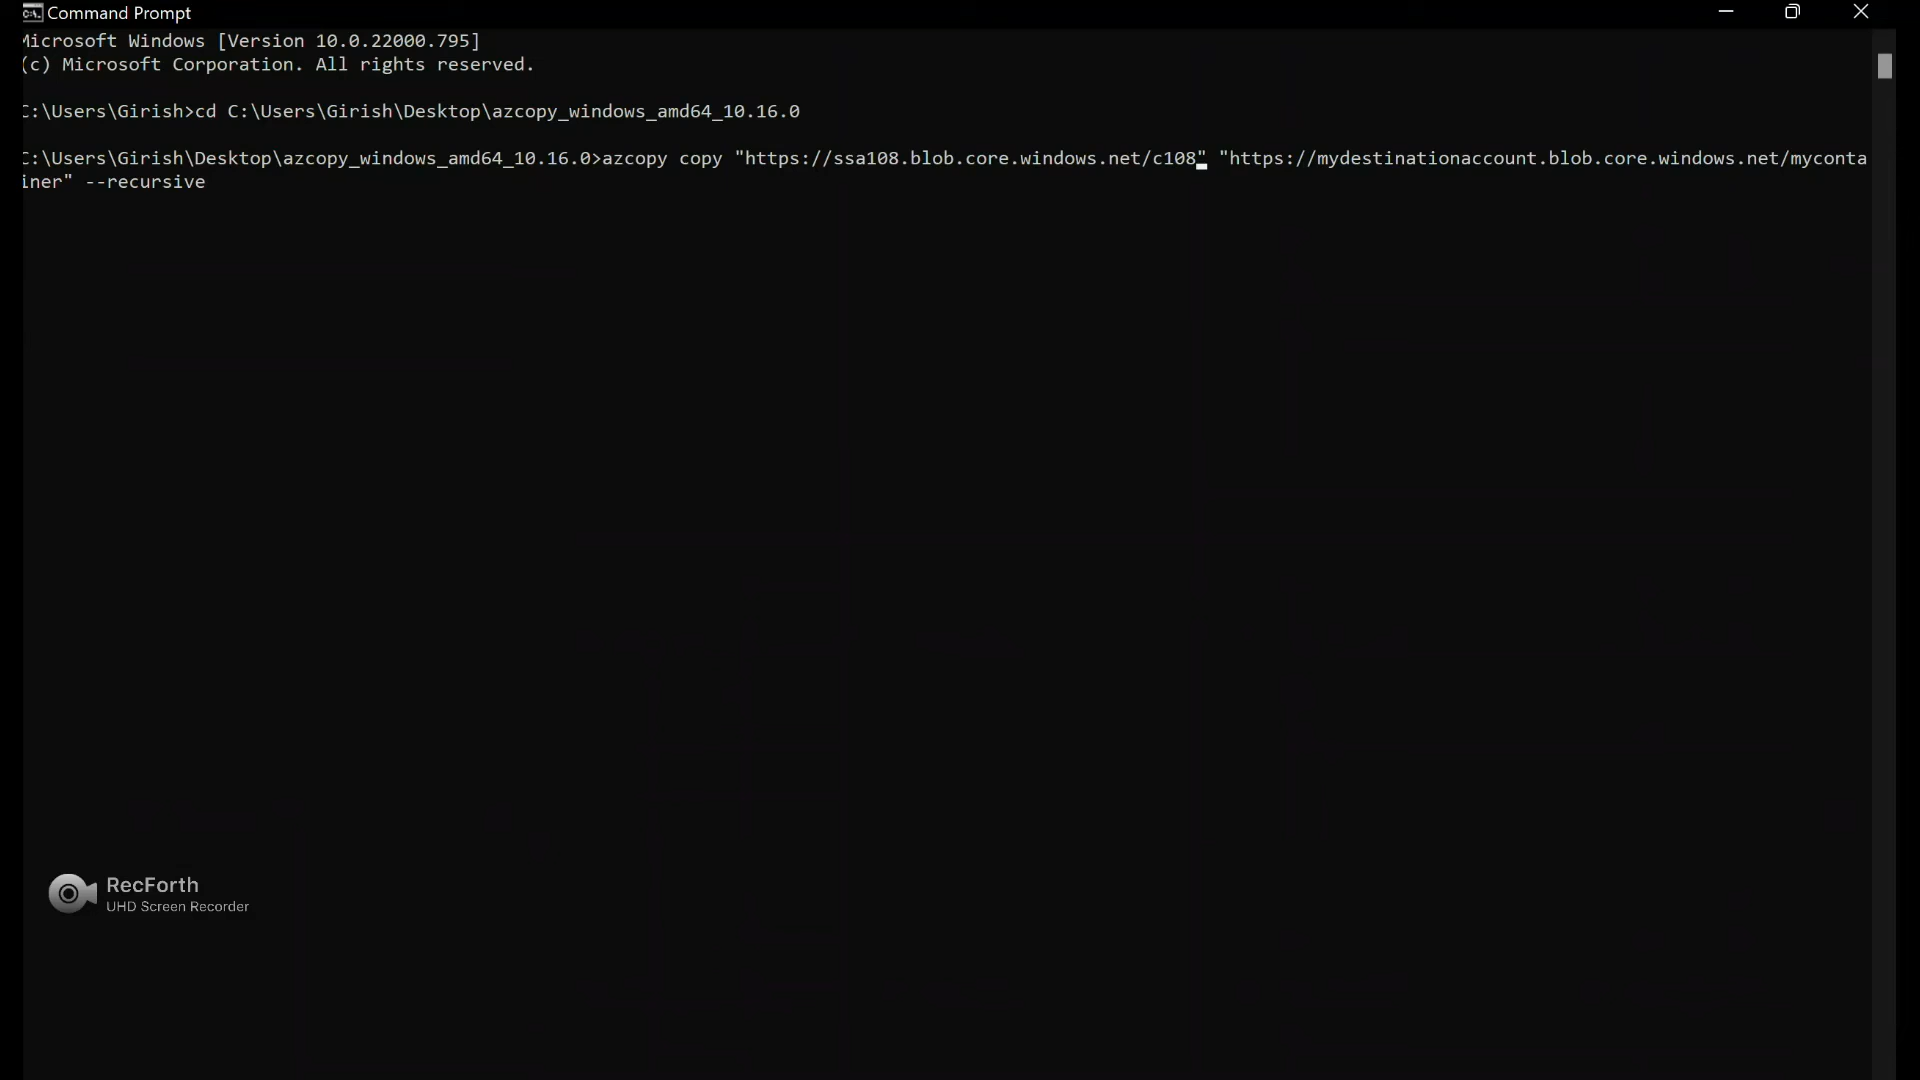 Command Prompt
Microsoft Windows [Version 10.0.22000.795]
(c) Microsoft Corporation. All rights reserved.
C:\Users\Girish>cd C:\Users\Girish\Desktop\azcopy_windows_amd64_10.16.0
C:\Users\Girish\Desktop\azcopy_windows_amd64_10.16.0>azcopy copy "https://ssa108.blob.core.windows.net/c108" "https://mydestinationaccount.blob.core.windows.net/myconta
iner" --recursive
RecForth
UHD Screen Recorder